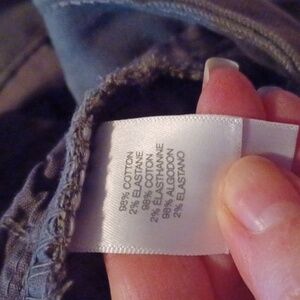 98% COTTON
2% ELASTANE
98% COTON
2% ELASTHANNE
98% ALGODON
2% ELASTANO